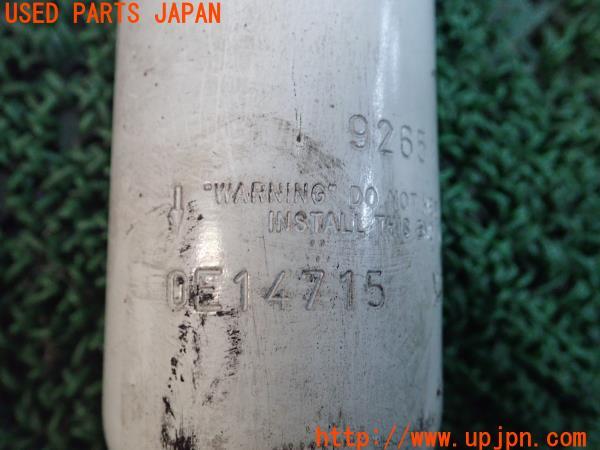 USED PARTS JAPAN
9265
"WARNING" DO NOT
INSTALL THIS
0E14715
http://www.upjpn.com